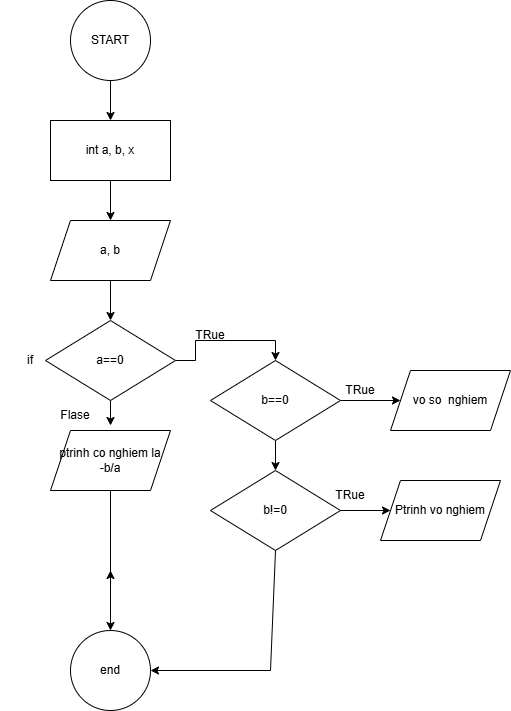 START
int a, b, x
a, b
if
a==0
TRue
Flase
ptrinh co nghiem la
-b/a
b==0
TRue
vo so nghiem
b!=0
TRue
Ptrinh vo nghiem
end